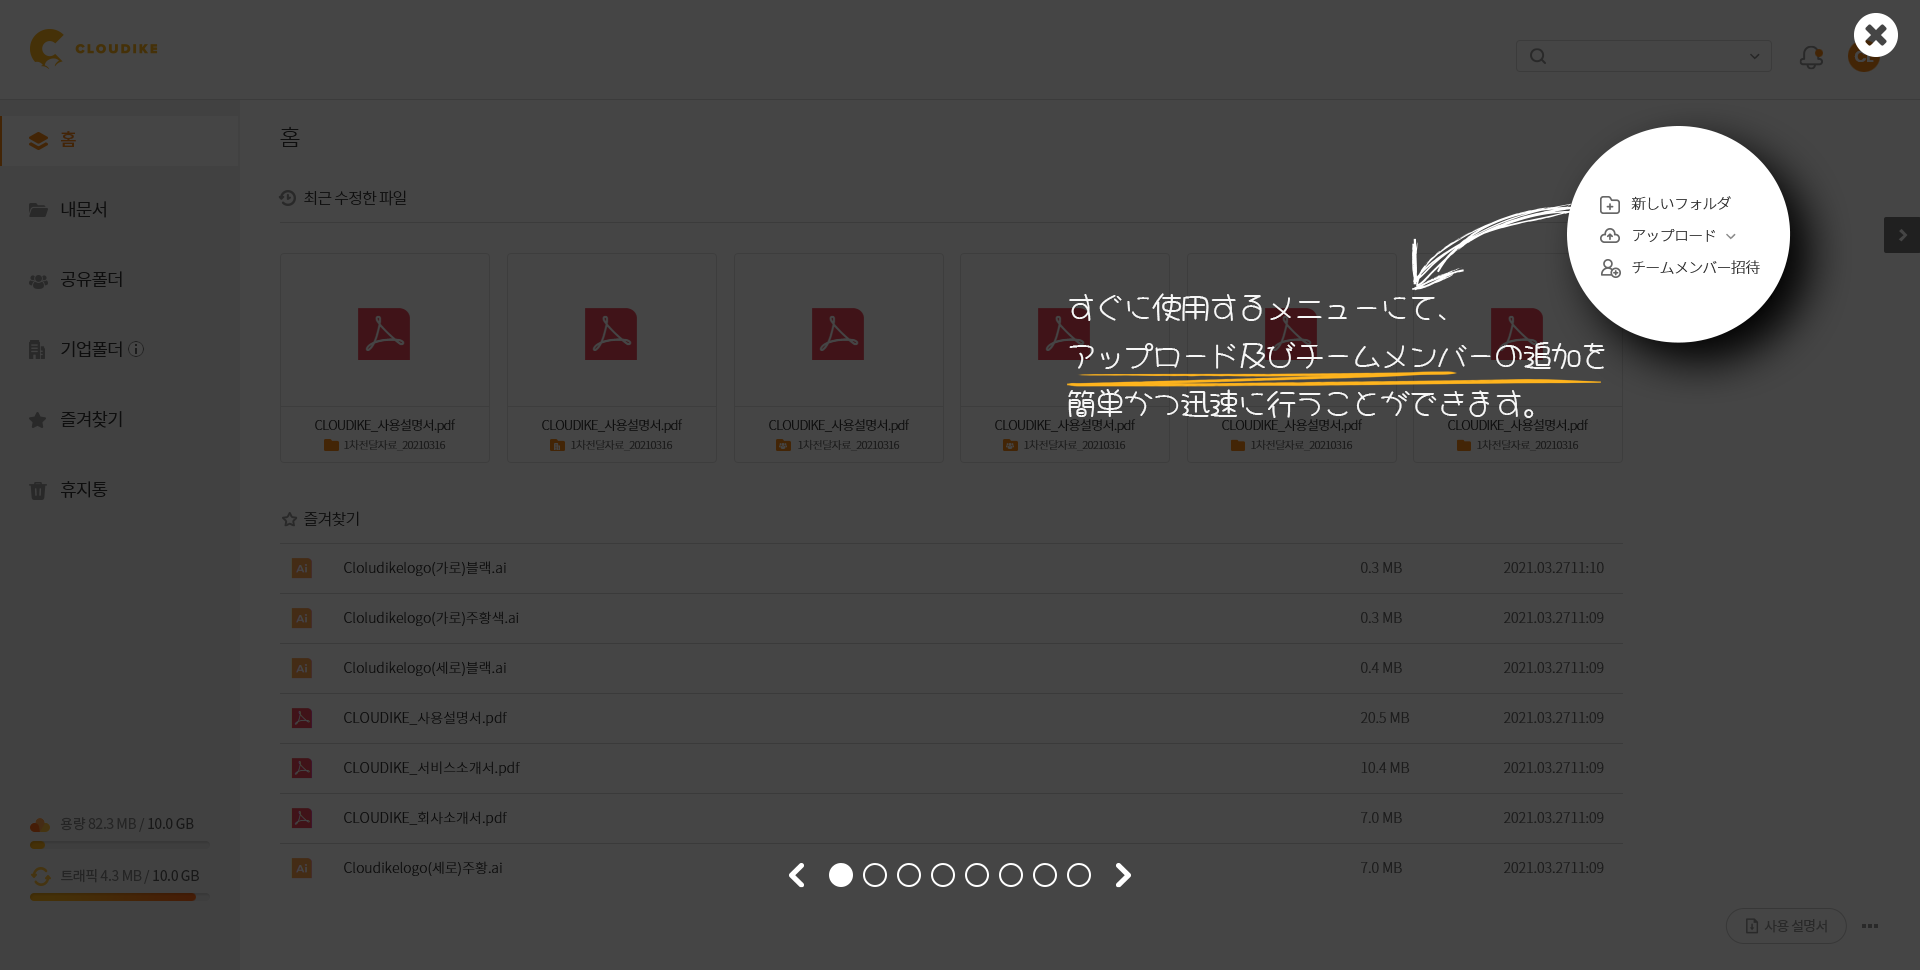 CLOUDIKE
CL
홈
내문서
공유폴더
기업폴더
즐겨찾기
휴지통
용량 82.3 MB / 10.0 GB
트래픽 4.3 MB / 10.0 GB
홈
최근 수정한 파일
CLOUDIKE_사용설명서.pdf
1차전달자료_20210316
CLOUDIKE_사용설명서.pdf
1차전달자료_20210316
CLOUDIKE_사용설명서.pdf
1차전달자료_20210316
CLOUDIKE_사용설명서.pdf
1차전달자료_20210316
CLOUDIKE_사용설명서.pdf
1차전달자료_20210316
CLOUDIKE_사용설명서.pdf
1차전달자료_20210316
新しいフォルダ
アップロード
チームメンバー招待
すぐに使用するメニューにて、
アップロード及びチームメンバーの追加を
簡単かつ迅速に行うことができます。
즐겨찾기
Ai Cloludikelogo(가로)블랙.ai 0.3 MB 2021.03.2711:10
Ai Cloludikelogo(가로)주황색.ai 0.3 MB 2021.03.2711:09
Ai Cloludikelogo(세로)블랙.ai 0.4 MB 2021.03.2711:09
CLOUDIKE_사용설명서.pdf 20.5 MB 2021.03.2711:09
CLOUDIKE_서비스소개서.pdf 10.4 MB 2021.03.2711:09
CLOUDIKE_회사소개서.pdf 7.0 MB 2021.03.2711:09
Ai Cloudikelogo(세로)주황.ai 7.0 MB 2021.03.2711:09
사용 설명서